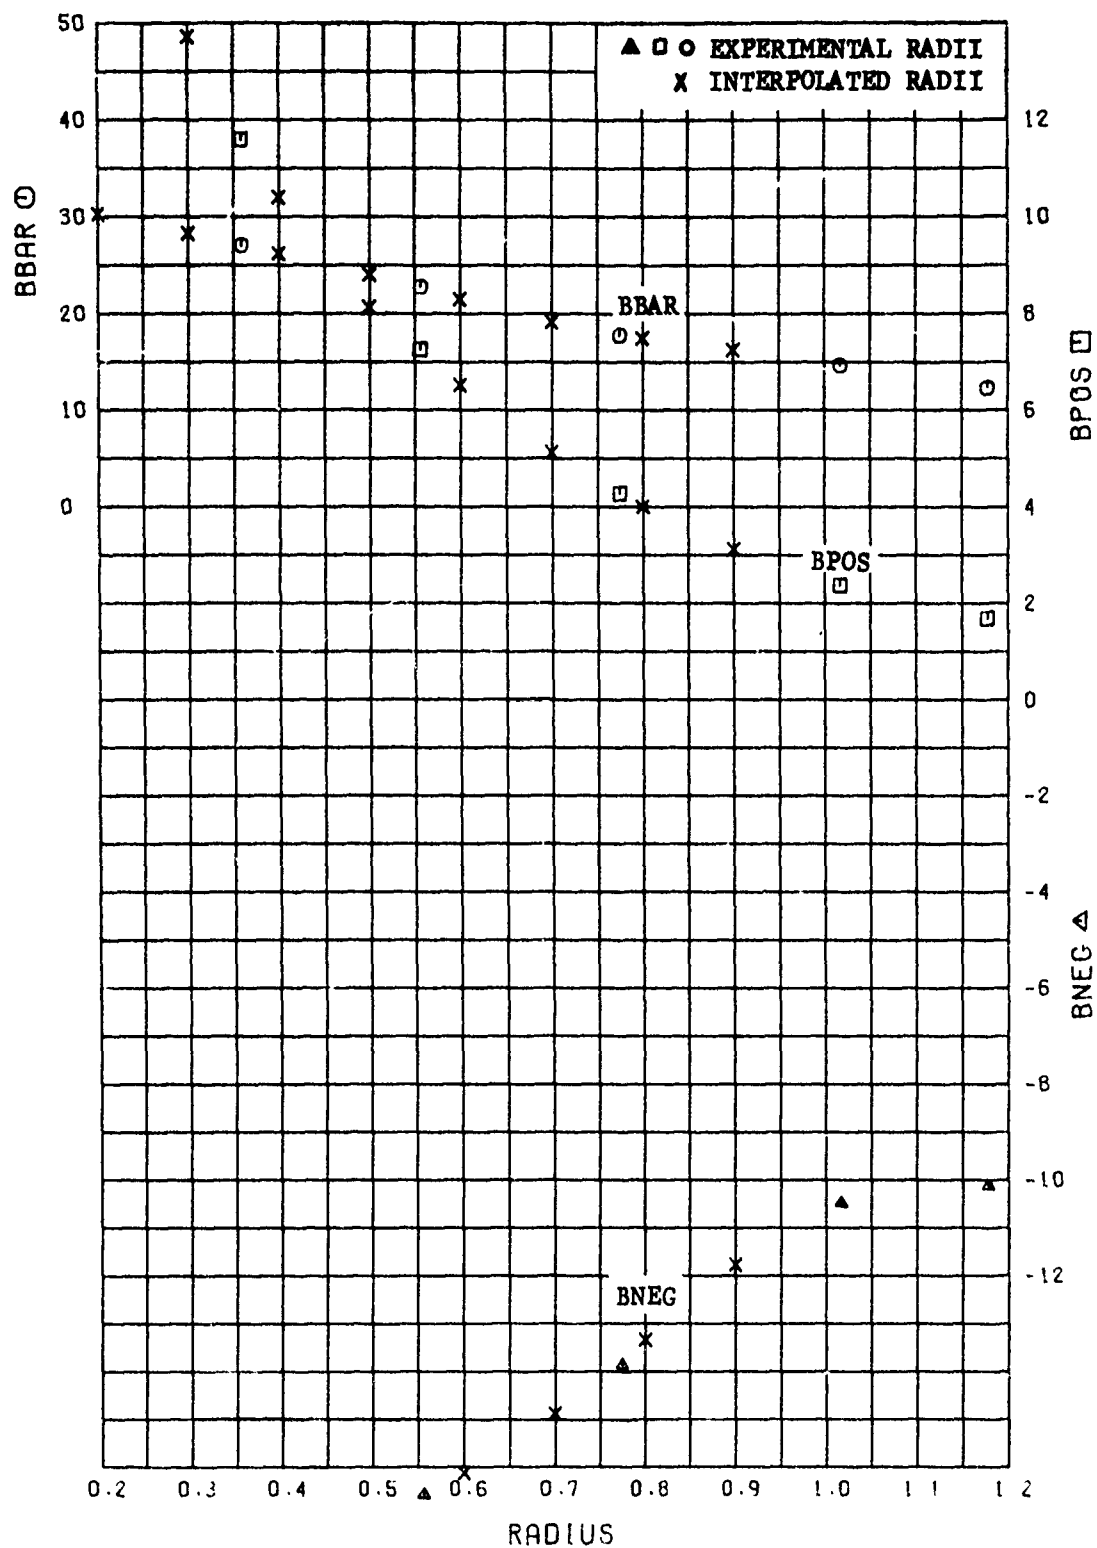 50
EXPERIMENTAL RADII
X INTERPOLATED RADII
40
12
30
10
BBAR
20
BBAR
8
BPOS
10
6
0
4
BPOS
2
0
-2
-4
BNEG
-6
-8
-10
-12
BNEG
0.2 0.3 0.4 0.5 0.6 0.7 0.8 0.9 1.0 1 1 1 2
RADIUS